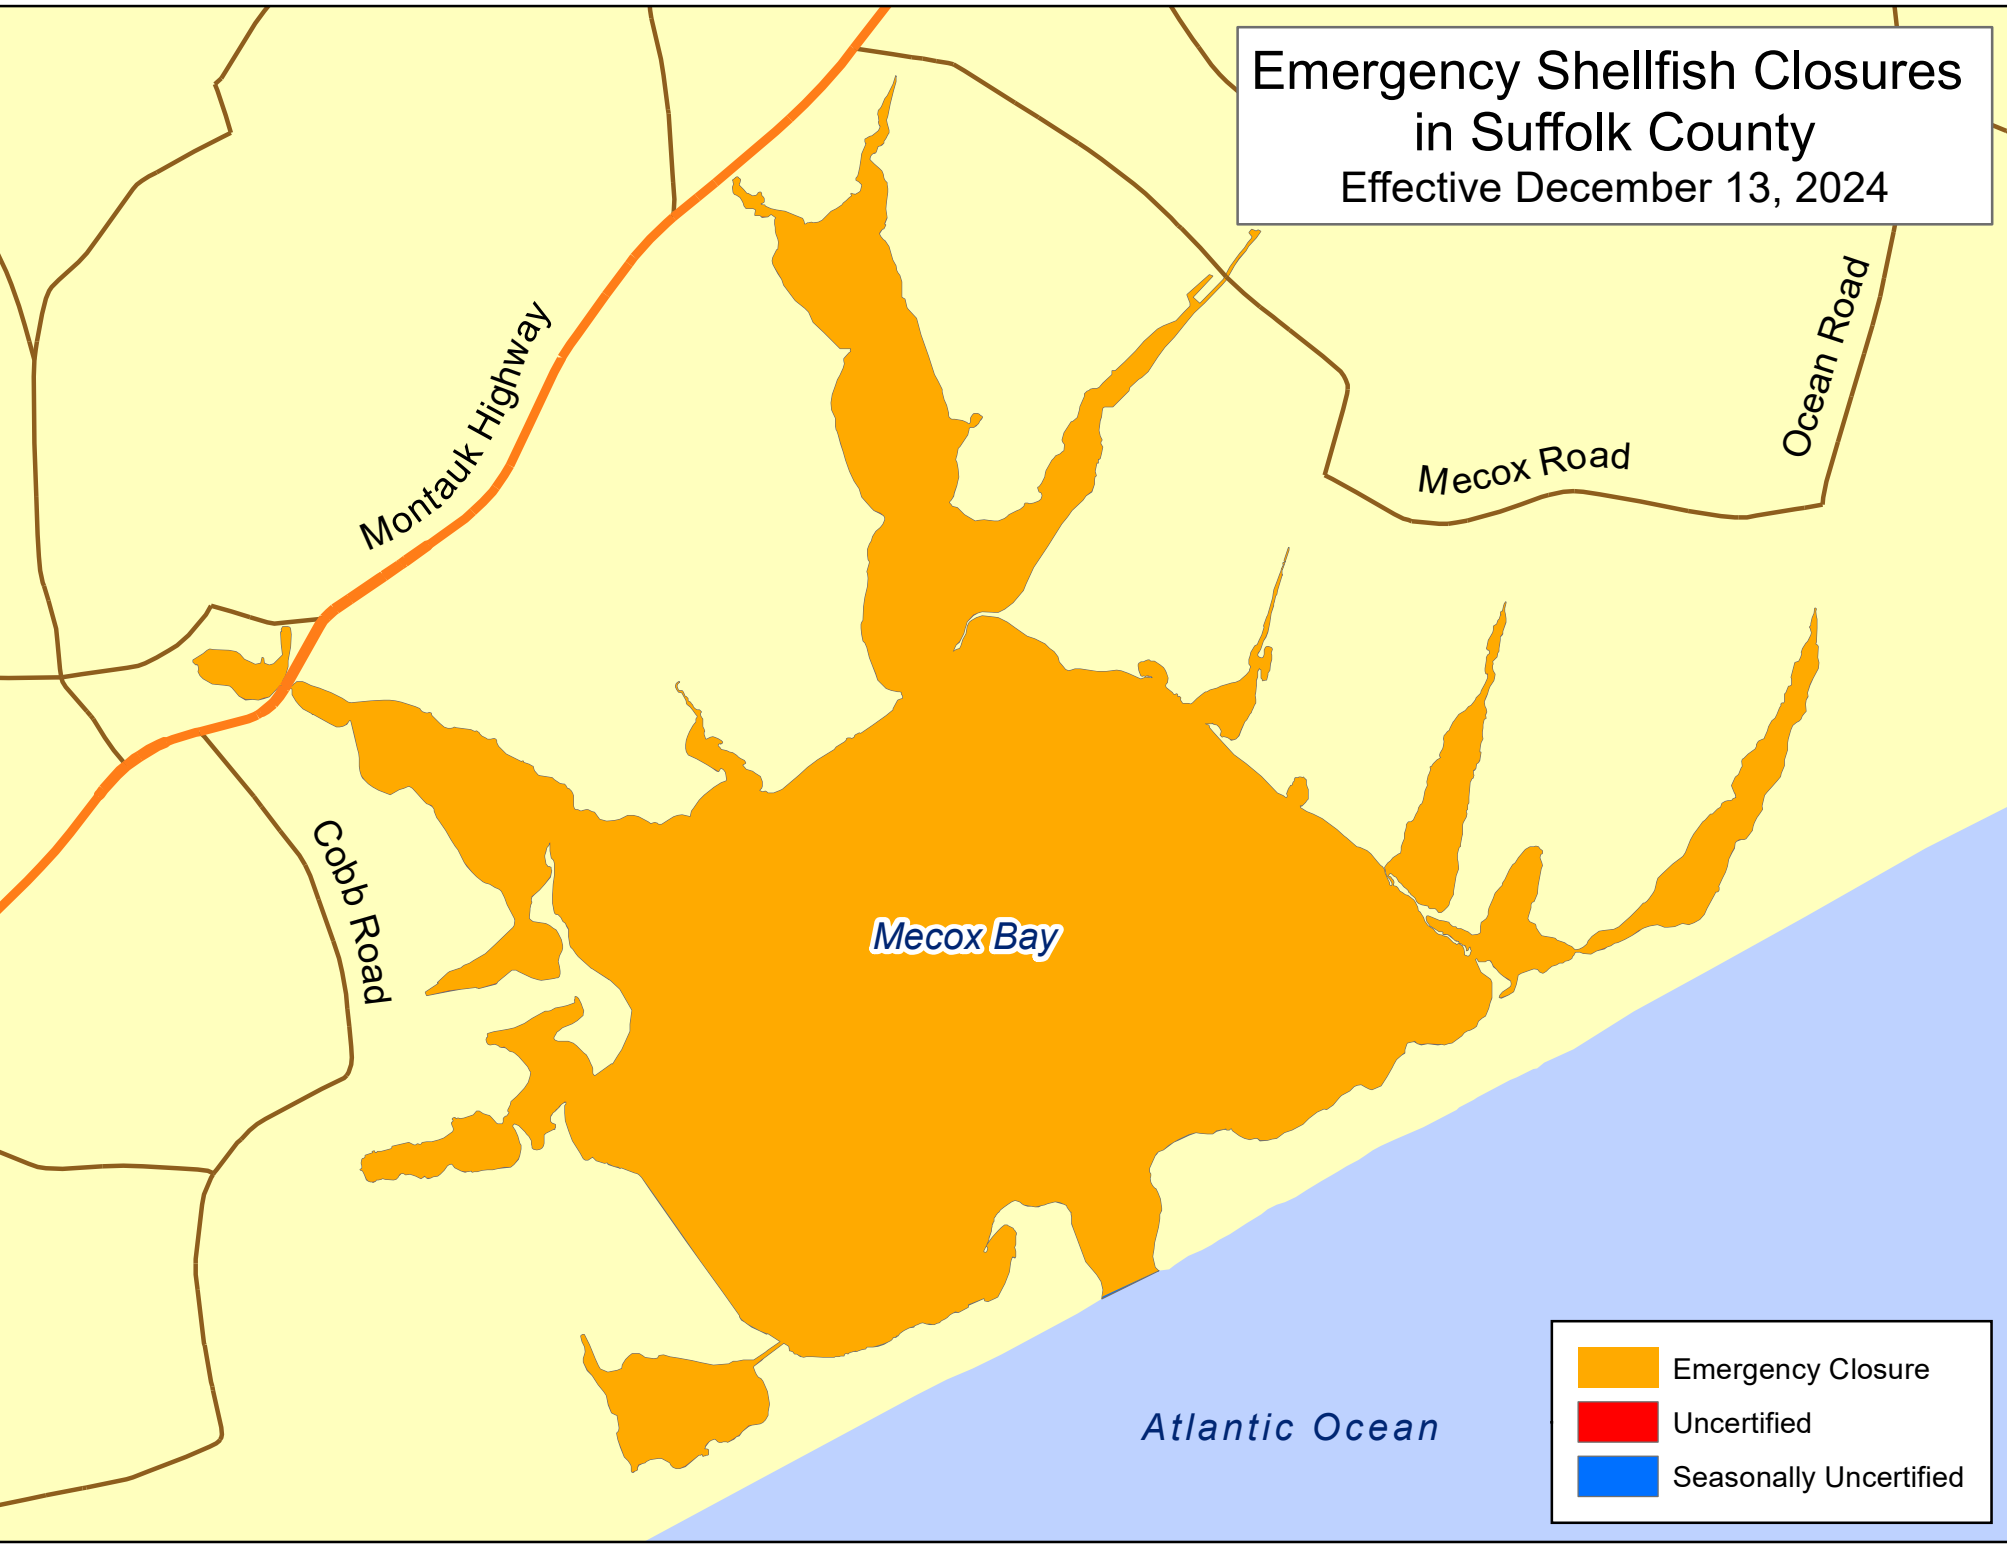 Emergency Shellfish Closures
in Suffolk County
Effective December 13, 2024
Montauk Highway
Ocean Road
Mecox Road
Cobb Road
Mecox Bay
Atlantic Ocean
Emergency Closure
Uncertified
Seasonally Uncertified